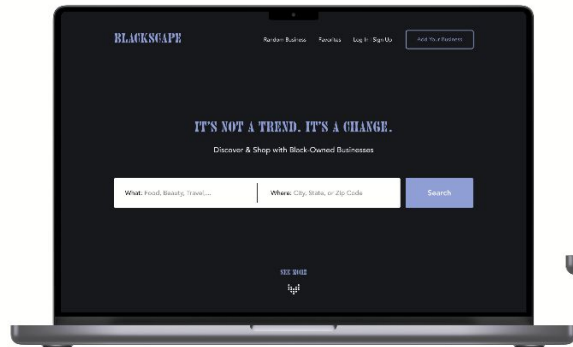 BLACKSCAPE
Random Business Favorites Log In · Sign Up Add Your Business
IT'S NOT A TREND. IT'S A CHANGE.
Discover & Shop with Black-Owned Businesses
What: Food, Beauty, Travel,... Where: City, State, or Zip Code Search
SEE MORE